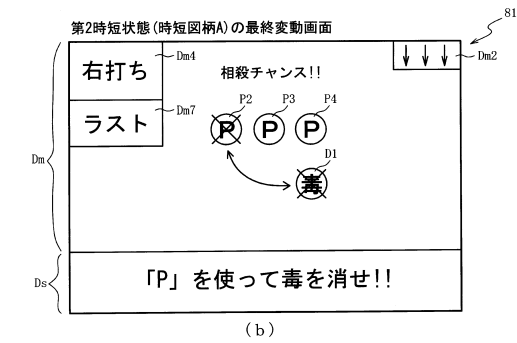 第2時短状態(時短図柄A)の最終変動画面
81
右打ち
Dm4
Dm2
相殺チャンス!!
ラスト
Dm7
P2
P3
P4
P
P
P
Dm
D1
毒
Ds
「P」を使って毒を消せ!!
(b)